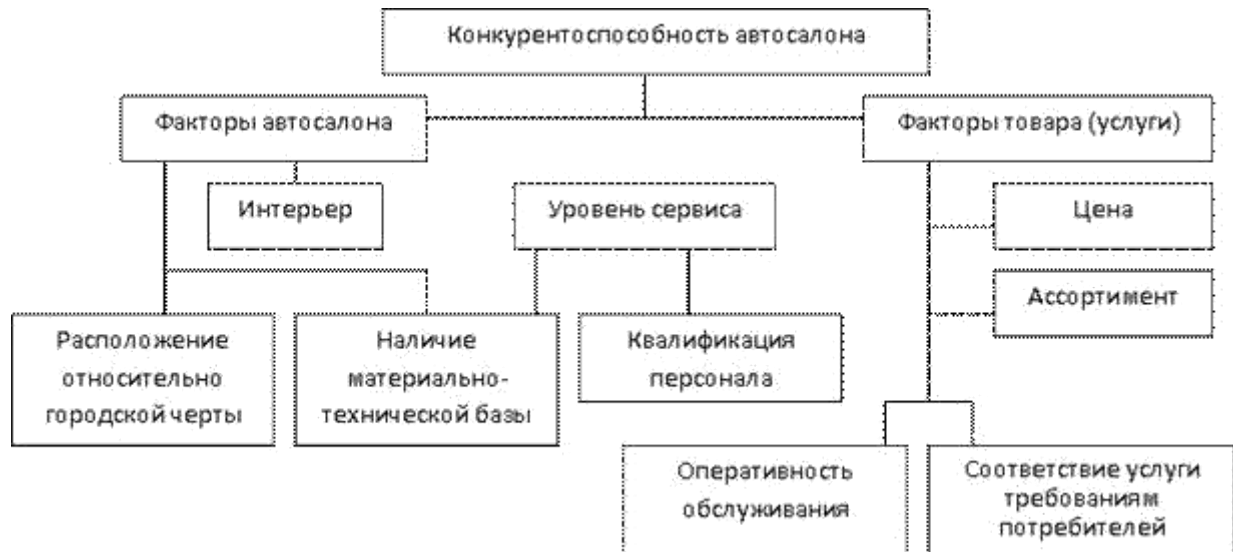 Конкурентоспособность автосалона
Факторы автосалона
Факторы товара (услуги)
Интерьер
Уровень сервиса
Цена
Ассортимент
Расположение
относительно
городской черты
Наличие
материально-
технической базы
Квалификация
персонала
Оперативность
обслуживания
Соответствие услуги
требованиям
потребителей